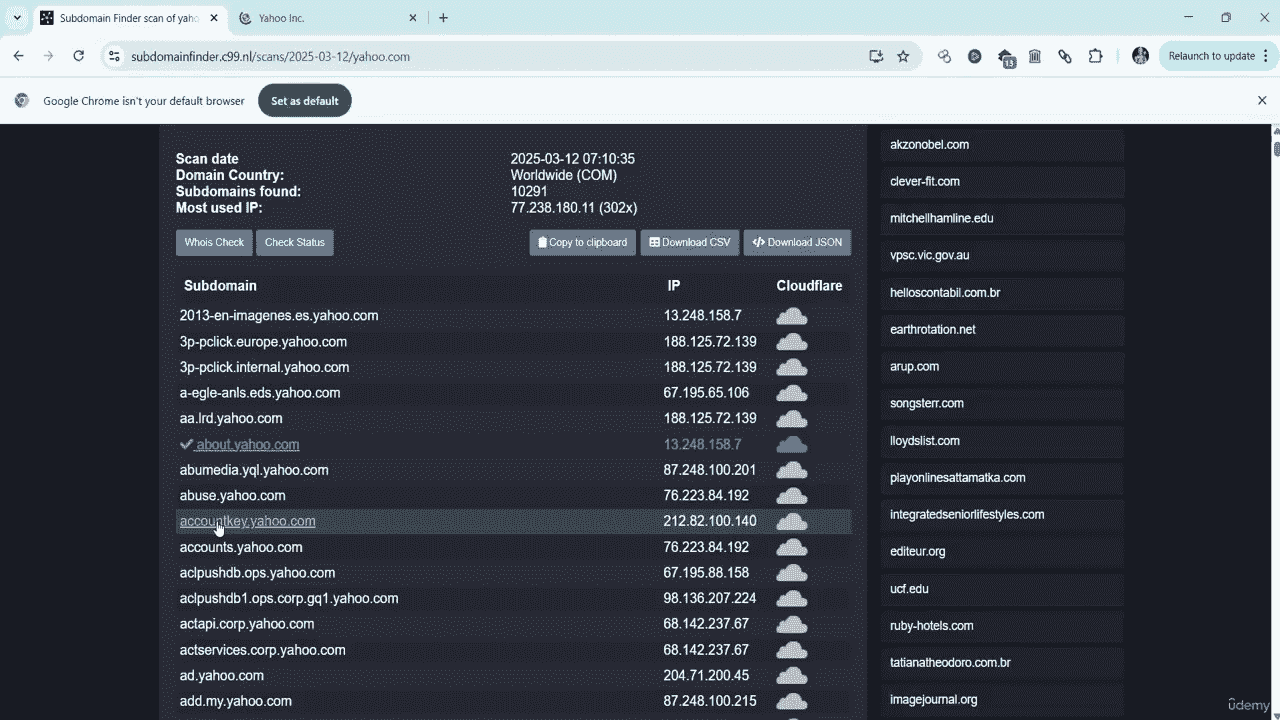 Subdomain Finder scan of yaho
Yahoo Inc.
subdomainfinder.c99.nl/scans/2025-03-12/yahoo.com
13
Relaunch to update
Google Chrome isn't your default browser
Set as default
Scan date 2025-03-12 07:10:35
Domain Country: Worldwide (COM)
Subdomains found: 10291
Most used IP: 77.238.180.11 (302x)
Whois Check Check Status Copy to clipboard Download CSV Download JSON
Subdomain IP Cloudflare
2013-en-imagenes.es.yahoo.com 13.248.158.7
3p-pclick.europe.yahoo.com 188.125.72.139
3p-pclick.internal.yahoo.com 188.125.72.139
a-egle-anls.eds.yahoo.com 67.195.65.106
aa.lrd.yahoo.com 188.125.72.139
about.yahoo.com 13.248.158.7
abumedia.yql.yahoo.com 87.248.100.201
abuse.yahoo.com 76.223.84.192
accountkey.yahoo.com 212.82.100.140
accounts.yahoo.com 76.223.84.192
aclpushdb.ops.yahoo.com 67.195.88.158
aclpushdb1.ops.corp.gq1.yahoo.com 98.136.207.224
actapi.corp.yahoo.com 68.142.237.67
actservices.corp.yahoo.com 68.142.237.67
ad.yahoo.com 204.71.200.45
add.my.yahoo.com 87.248.100.215
akzonobel.com
clever-fit.com
mitchellhamline.edu
vpsc.vic.gov.au
helloscontabil.com.br
earthrotation.net
arup.com
songsterr.com
lloydslist.com
playonlinesattamatka.com
integratedseniorlifestyles.com
editeur.org
ucf.edu
ruby-hotels.com
tatianatheodoro.com.br
imagejournal.org
ûdemy